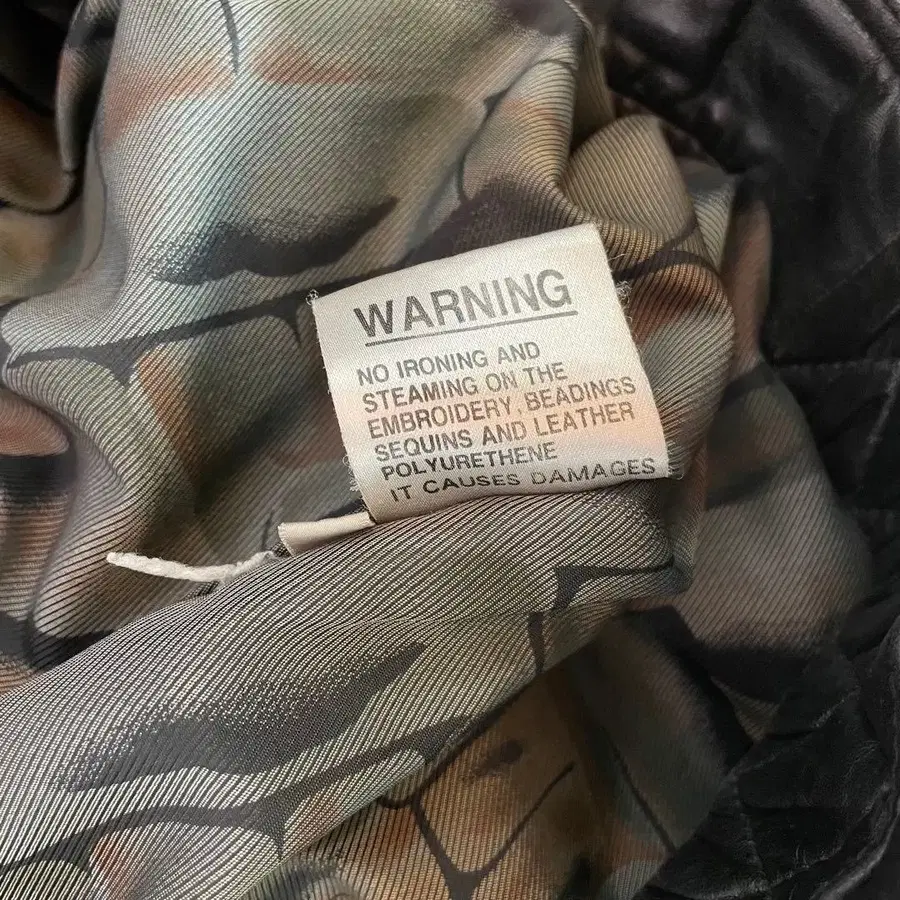 WARNING
NO IRONING AND
STEAMING ON THE
EMBROIDERY, BEADINGS
SEQUINS AND LEATHER
POLYURETHENE
IT CAUSES DAMAGES